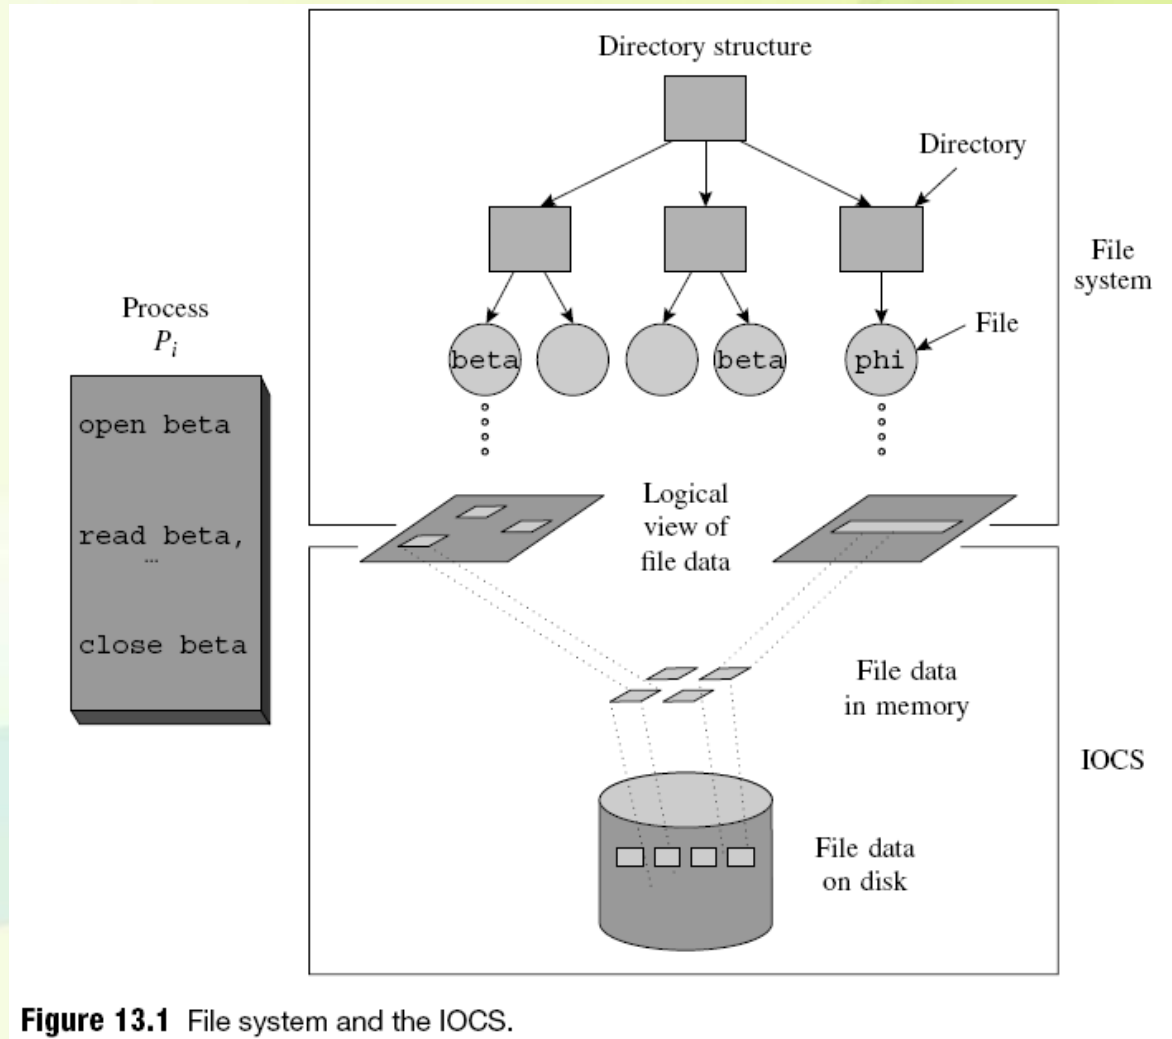 Directory structure
Directory
File
system
Process
P_i
File
beta
beta
phi
open beta
read beta,
...
close beta
Logical
view of
file data
File data
in memory
IOCS
File data
on disk
Figure 13.1 File system and the IOCS.